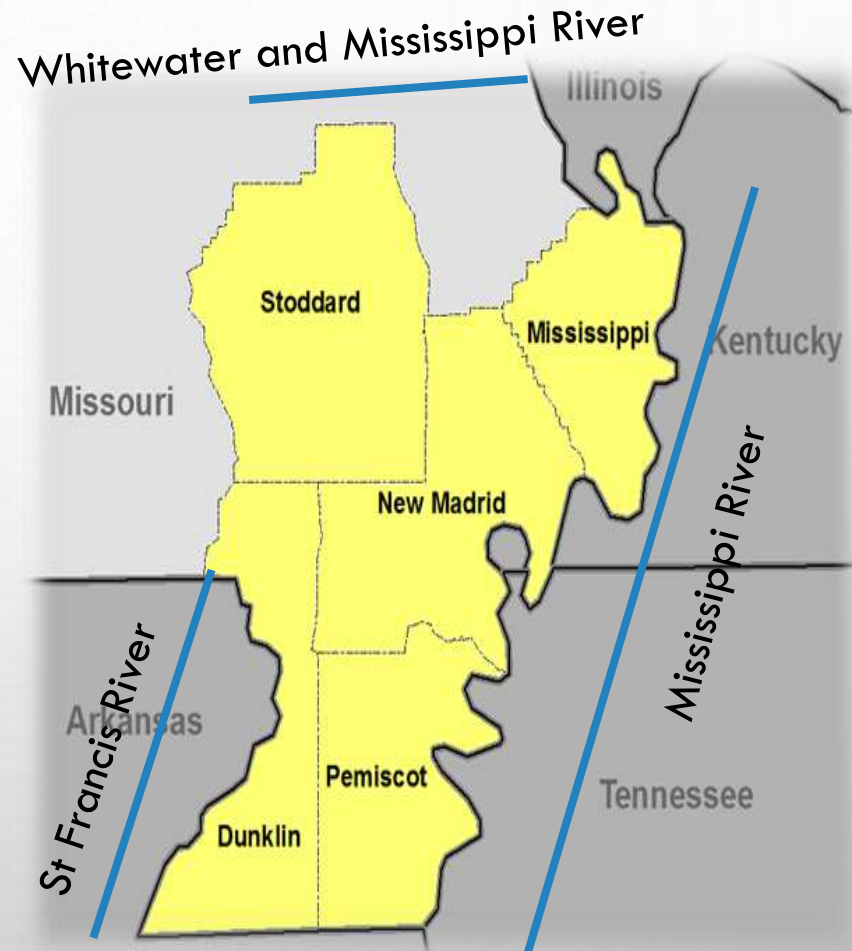 Whitewater and Mississippi River
Illinois
Stoddard
Mississippi
Kentucky
Missouri
New Madrid
Mississippi River
St Francis River
Arkansas
Pemiscot
Tennessee
Dunklin